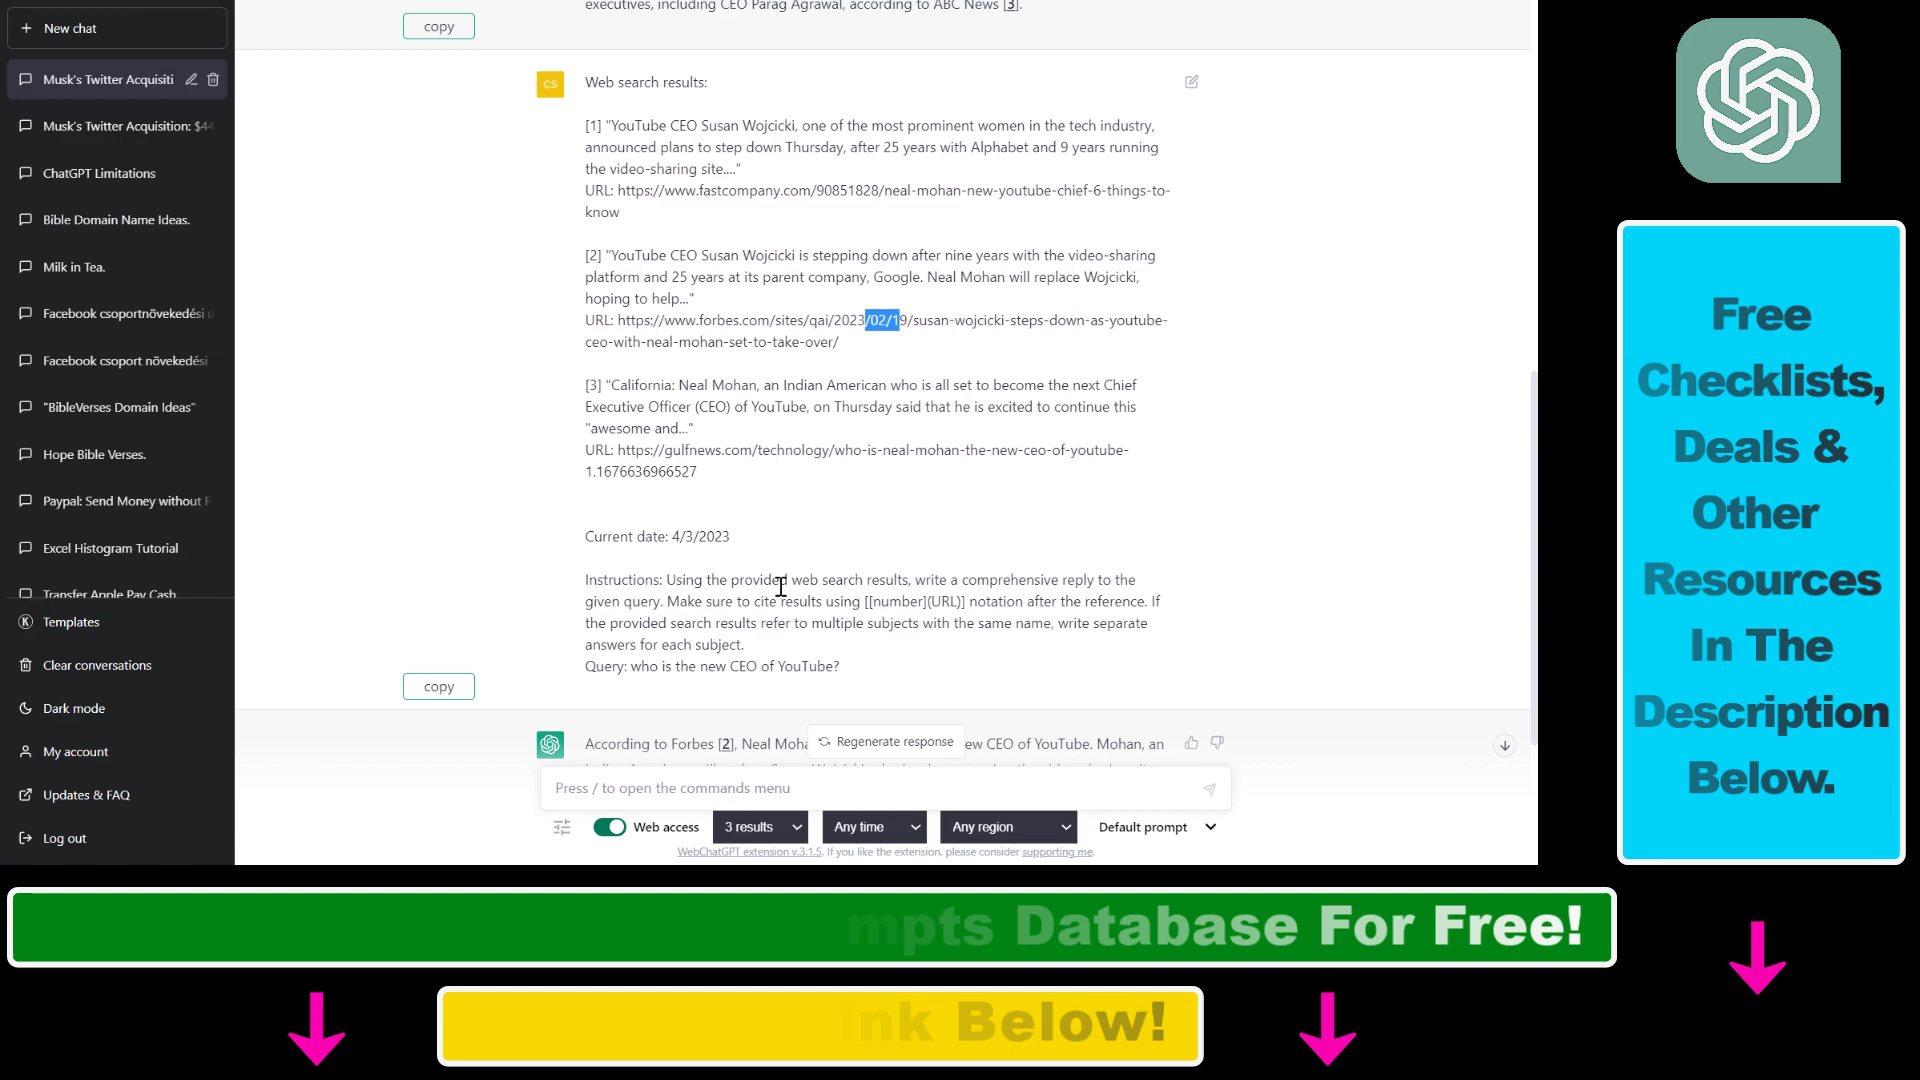 New chat
Musk's Twitter Acquisiti
Musk's Twitter Acquisition: $44
ChatGPT Limitations
Bible Domain Name Ideas.
Milk in Tea.
Facebook csoportnövekedési ú
Facebook csoport növekedési
"BibleVerses Domain Ideas"
Hope Bible Verses.
Paypal: Send Money without F
Excel Histogram Tutorial
Transfer Apple Pay Cash
Templates
Clear conversations
Dark mode
My account
Updates & FAQ
Log out
executives, including CEO Parag Agrawal, according to ABC News [3].
copy
CS
Web search results:
[1] "YouTube CEO Susan Wojcicki, one of the most prominent women in the tech industry,
announced plans to step down Thursday, after 25 years with Alphabet and 9 years running
the video-sharing site...."
URL: https://www.fastcompany.com/90851828/neal-mohan-new-youtube-chief-6-things-to-
know
[2] "YouTube CEO Susan Wojcicki is stepping down after nine years with the video-sharing
platform and 25 years at its parent company, Google. Neal Mohan will replace Wojcicki,
hoping to help..."
URL: https://www.forbes.com/sites/qai/2023/02/19/susan-wojcicki-steps-down-as-youtube-
ceo-with-neal-mohan-set-to-take-over/
[3] "California: Neal Mohan, an Indian American who is all set to become the next Chief
Executive Officer (CEO) of YouTube, on Thursday said that he is excited to continue this
"awesome and..."
URL: https://gulfnews.com/technology/who-is-neal-mohan-the-new-ceo-of-youtube-
1.1676636966527
Current date: 4/3/2023
Instructions: Using the provided web search results, write a comprehensive reply to the
given query. Make sure to cite results using [[number](URL)] notation after the reference. If
the provided search results refer to multiple subjects with the same name, write separate
answers for each subject.
Query: who is the new CEO of YouTube?
copy
According to Forbes [2], Neal Moha
Regenerate response
ew CEO of YouTube. Mohan, an
Press / to open the commands menu
Web access
3 results
Any time
Any region
Default prompt
WebChatGPT extension v.3.1.5. If you like the extension, please consider supporting me.
Free
Checklists,
Deals &
Other
Resources
In The
Description
Below.
mpts Database For Free!
ink Below!